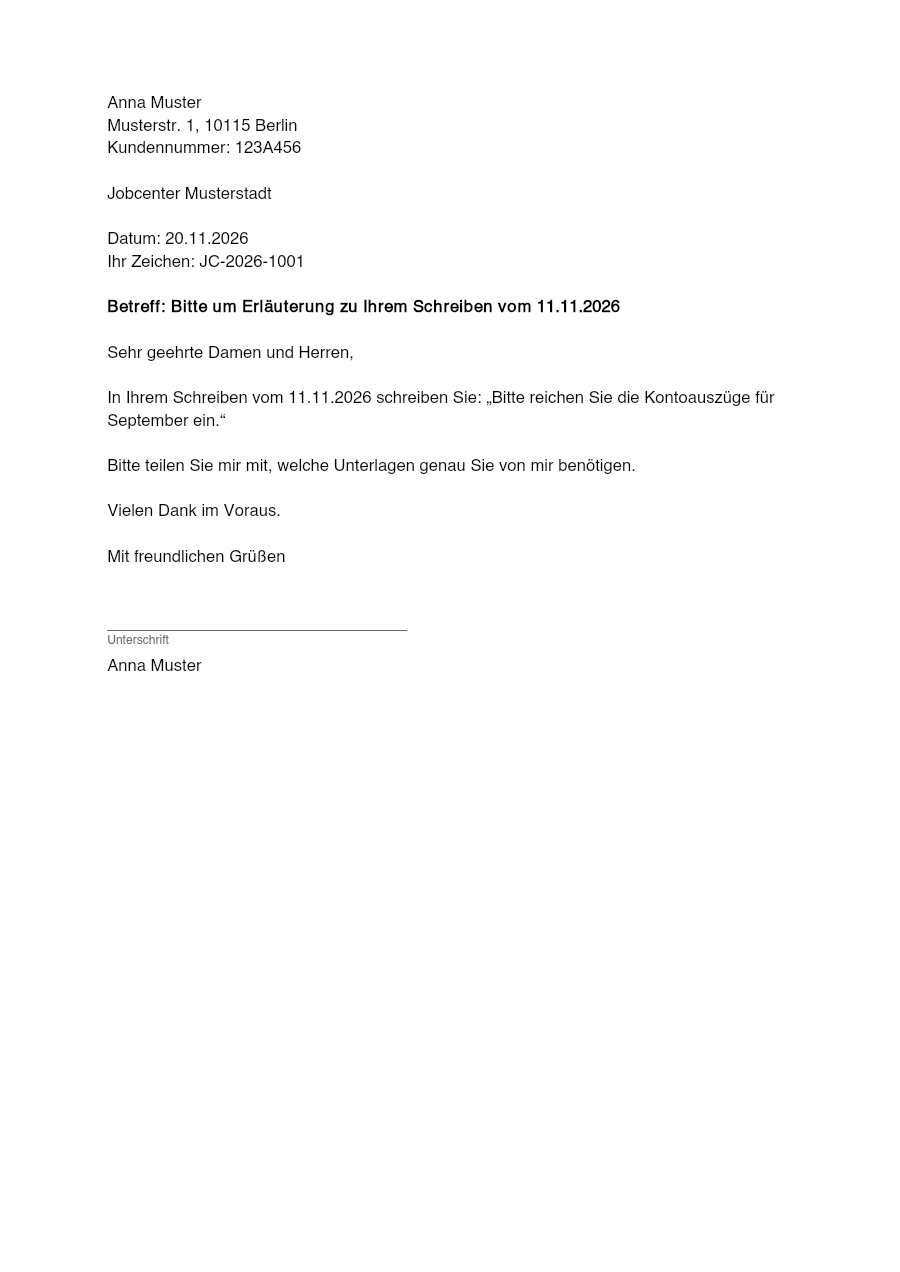 Anna Muster
Musterstr. 1, 10115 Berlin
Kundennummer: 123A456
Jobcenter Musterstadt
Datum: 20.11.2026
Ihr Zeichen: JC-2026-1001
Betreff: Bitte um Erläuterung zu Ihrem Schreiben vom 11.11.2026
Sehr geehrte Damen und Herren,
In Ihrem Schreiben vom 11.11.2026 schreiben Sie: „Bitte reichen Sie die Kontoauszüge für
September ein.“
Bitte teilen Sie mir mit, welche Unterlagen genau Sie von mir benötigen.
Vielen Dank im Voraus.
Mit freundlichen Grüßen
Unterschrift
Anna Muster